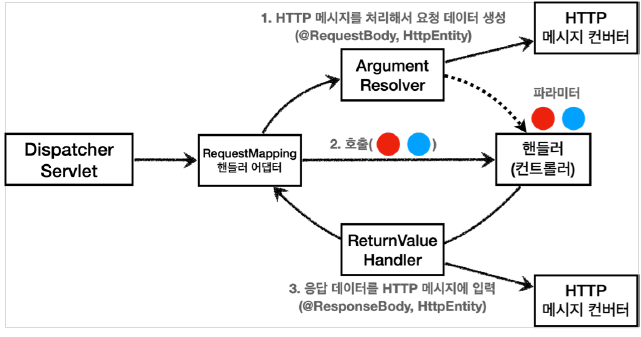 1. HTTP 메시지를 처리해서 요청 데이터 생성
(@RequestBody, HttpEntity)
HTTP
메시지 컨버터
Argument
Resolver
파라미터
Dispatcher
Servlet
RequestMapping
핸들러 어댑터
2. 호출( )
핸들러
(컨트롤러)
ReturnValue
Handler
3. 응답 데이터를 HTTP 메시지에 입력
(@ResponseBody, HttpEntity)
HTTP
메시지 컨버터